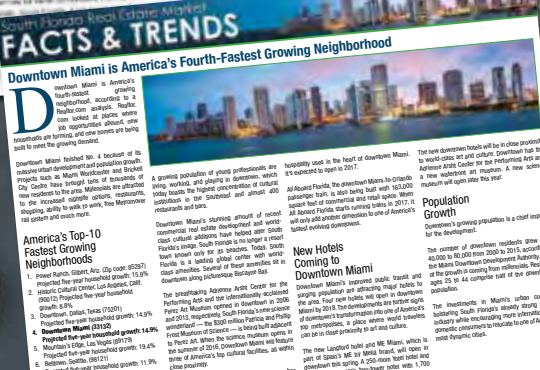 South Florida Real Estate Market
FACTS & TRENDS
Downtown Miami is America's Fourth-Fastest Growing Neighborhood
Downtown Miami is America's
fourth-fastest growing
neighborhood, according to a
Realtor.com analysis. Realtor.
com looked at places where
job opportunities abound, new
households are forming, and new homes are being
built to meet the growing demand.
Downtown Miami finished No. 4 because of its
massive urban development and population growth.
Projects such as Miami Worldcenter and Brickell
City Centre have brought tens of thousands of
new residents to the area. Millennials are attracted
to the increased nightlife options, restaurants,
shopping, ability to walk to work, free Metromover
rail system and much more.
America's Top-10
Fastest Growing
Neighborhoods
1. Power Ranch, Gilbert, Ariz. (Zip code: 85297)
Projected five-year household growth: 15.9%
2. Historic Cultural Center, Los Angeles, Calif.
(90012) Projected five-year household
growth: 8.8%
3. Downtown, Dallas, Texas (75201)
Projected five-year household growth: 14.9%
4. Downtown Miami (33132)
Projected five-year household growth: 14.9%
5. Mountain's Edge, Las Vegas (89179)
Projected five-year household growth: 19.4%
6. Belltown, Seattle, (98121)
Projected five-year household growth: 11.9%
A growing population of young professionals are
living, working, and playing in downtown, which
today boasts the highest concentration of cultural
institutions in the Southeast and almost 400
restaurants and bars.
Downtown Miami's stunning amount of recent
commercial real estate development and world-
class cultural additions have helped alter South
Florida's image. South Florida is no longer a resort
town known only for its beaches. Today, South
Florida is a leading global center with world-
class amenities. Several of these amenities sit in
downtown along picturesque Biscayne Bay.
The breathtaking Adrienne Arsht Center for the
Performing Arts and the internationally-acclaimed
Peréz Art Museum opened in downtown in 2006
and 2013, respectively. South Florida's new science
wonderland — the $300 million Patricia and Phillip
Frost Museum of Science — is being built adjacent
to Peréz Art. When the science museum opens in
the summer of 2016, Downtown Miami will feature
three of America's top cultural facilities, all within
close proximity.
hospitality uses in the heart of downtown Miami.
It's expected to open in 2017.
All Aboard Florida, the downtown Miami-to-Orlando
passenger train, is also being built with 163,000
square feet of commercial and retail space. When
All Aboard Florida starts running trains in 2017, it
will only add another dimension to one of America's
fastest evolving downtowns.
New Hotels
Coming to
Downtown Miami
Downtown Miami's improved public transit and
surging population are attracting major hotels to
the area. Four new hotels will open in downtown
Miami by 2018. The developments are further signs
of downtown's transformation into one of America's
top metropolises, a place where world travelers
can be in close proximity to art and culture.
The new Langford hotel and ME Miami, which is
part of Spain's ME by Meliá brand, will open in
downtown this spring. A 250-room Yotel hotel and
two-tower hotel with 1,700
The new downtown hotels will be in close proximity
to world-class art and culture. Downtown has the
Adrienne Arsht Center for the Performing Arts and
a new waterfront art museum. A new science
museum will open later this year.
Population
Growth
Downtown's growing population is a chief
for the development.
The number of downtown residents grew
40,000 to 80,000 from 2000 to 2015,
the Miami Downtown Development Authority.
of the growth is coming from millennials.
ages 25 to 44 comprise half of the
population.
The investments in Miami's urban
bolstering South Florida's already strong
industry while encouraging more
domestic consumers to relocate to one of
most dynamic cities.